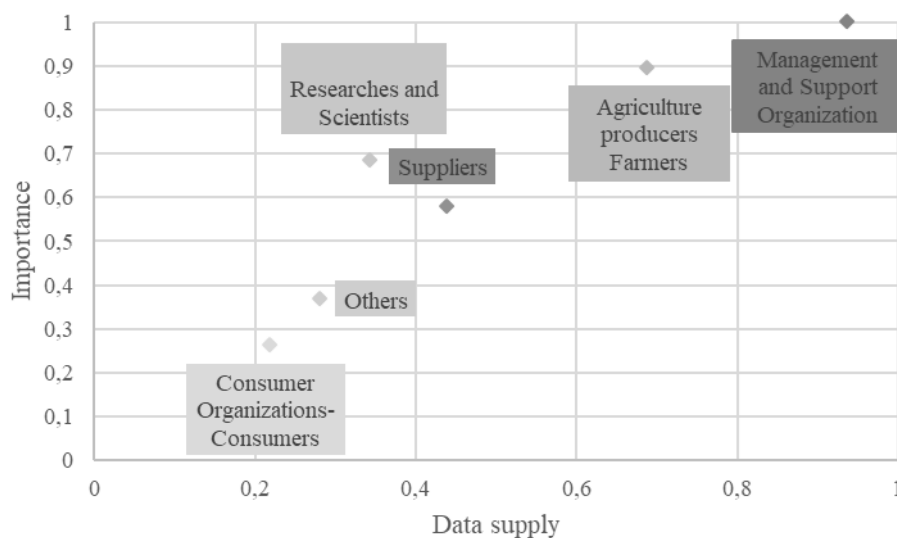 1
0,9
0,8
0,7
0,6
0,5
0,4
0,3
0,2
0,1
0
Importance
Management
and Support
Organization
Researches and
Scientists
Agriculture
producers
Farmers
Suppliers
Others
Consumer
Organizations-
Consumers
0
0,2
0,4
0,6
0,8
1
Data supply